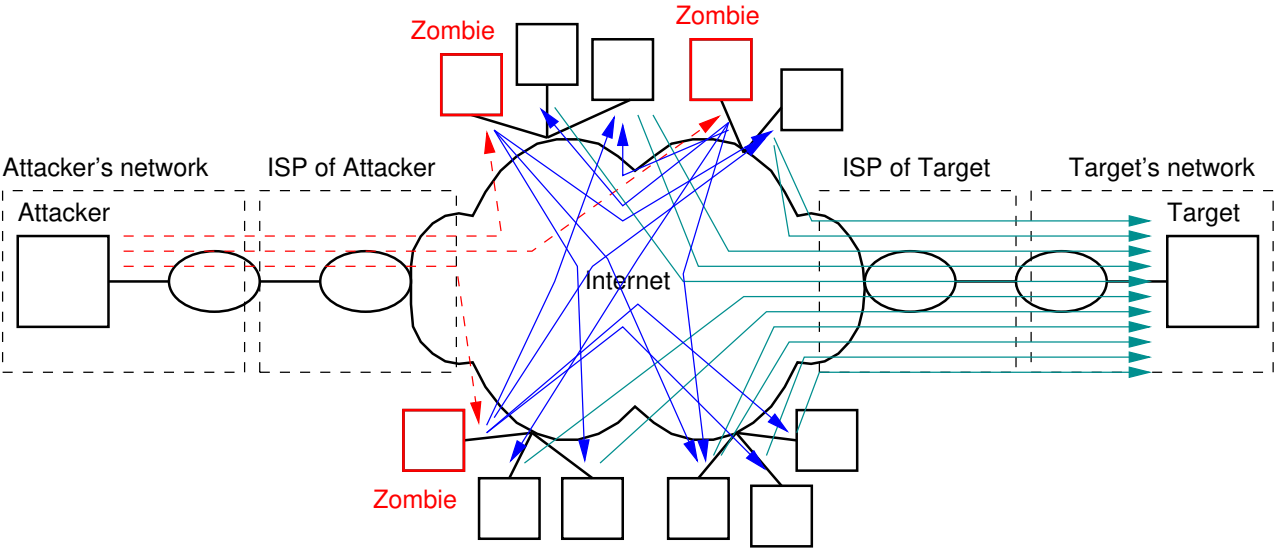 Zombie
Zombie
Attacker's network
ISP of Attacker
ISP of Target
Target's network
Attacker
Target
Internet
Zombie